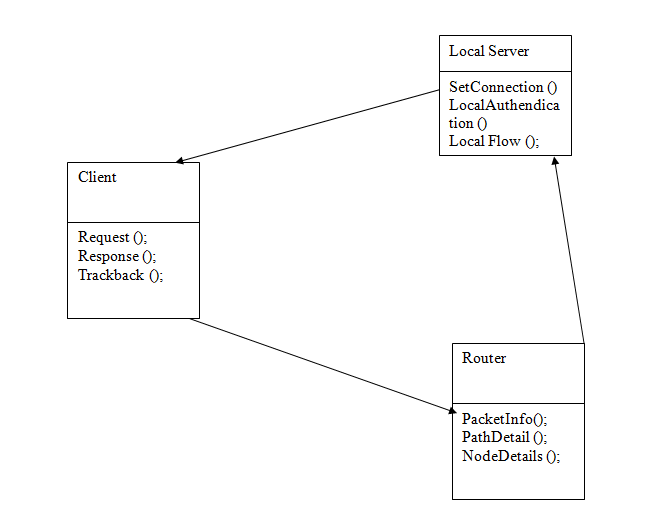 Local Server
SetConnection ()
LocalAuthendica
tion ()
Local Flow ();
Client
Request ();
Response ();
Trackback ();
Router
PacketInfo();
PathDetail ();
NodeDetails ();